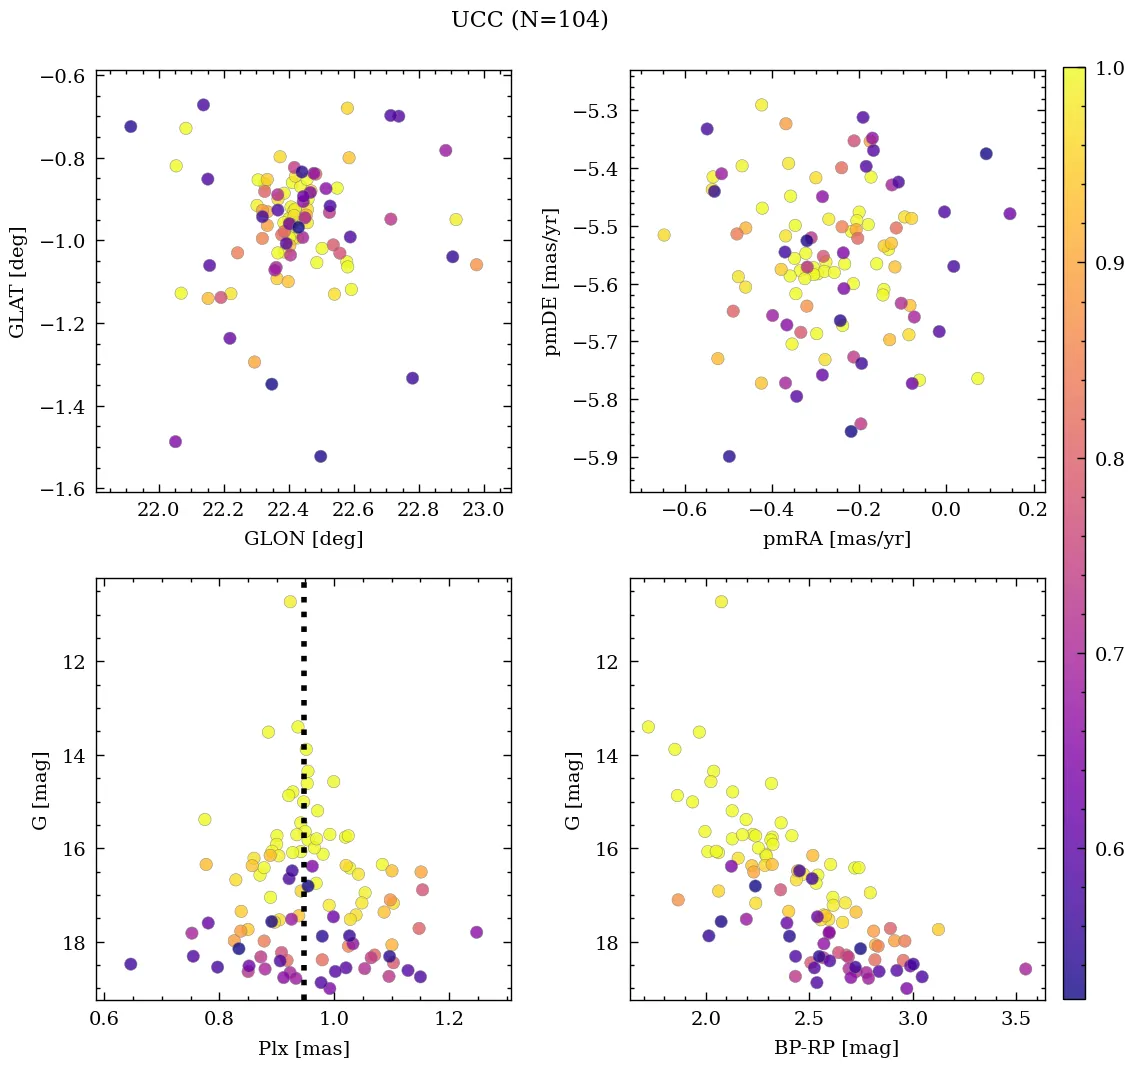 UCC (N=104)
−0.6
−0.8
−1.0
−1.2
−1.4
−1.6
GLAT [deg]
22.0 22.2 22.4 22.6 22.8 23.0
GLON [deg]
−5.3
−5.4
−5.5
−5.6
−5.7
−5.8
−5.9
pmDE [mas/yr]
−0.6 −0.4 −0.2 0.0 0.2
pmRA [mas/yr]
1.0
0.9
0.8
0.7
0.6
12
14
16
18
G [mag]
0.6 0.8 1.0 1.2
Plx [mas]
12
14
16
18
G [mag]
2.0 2.5 3.0 3.5
BP-RP [mag]